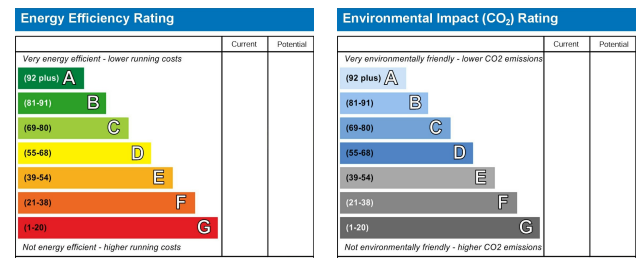 Energy Efficiency Rating
Current Potential
Very energy efficient - lower running costs
(92 plus) A
(81-91) B
(69-80) C
(55-68) D
(39-54) E
(21-38) F
(1-20) G
Not energy efficient - higher running costs
Environmental Impact (CO₂) Rating
Current Potential
Very environmentally friendly - lower CO2 emissions
(92 plus) A
(81-91) B
(69-80) C
(55-68) D
(39-54) E
(21-38) F
(1-20) G
Not environmentally friendly - higher CO2 emissions